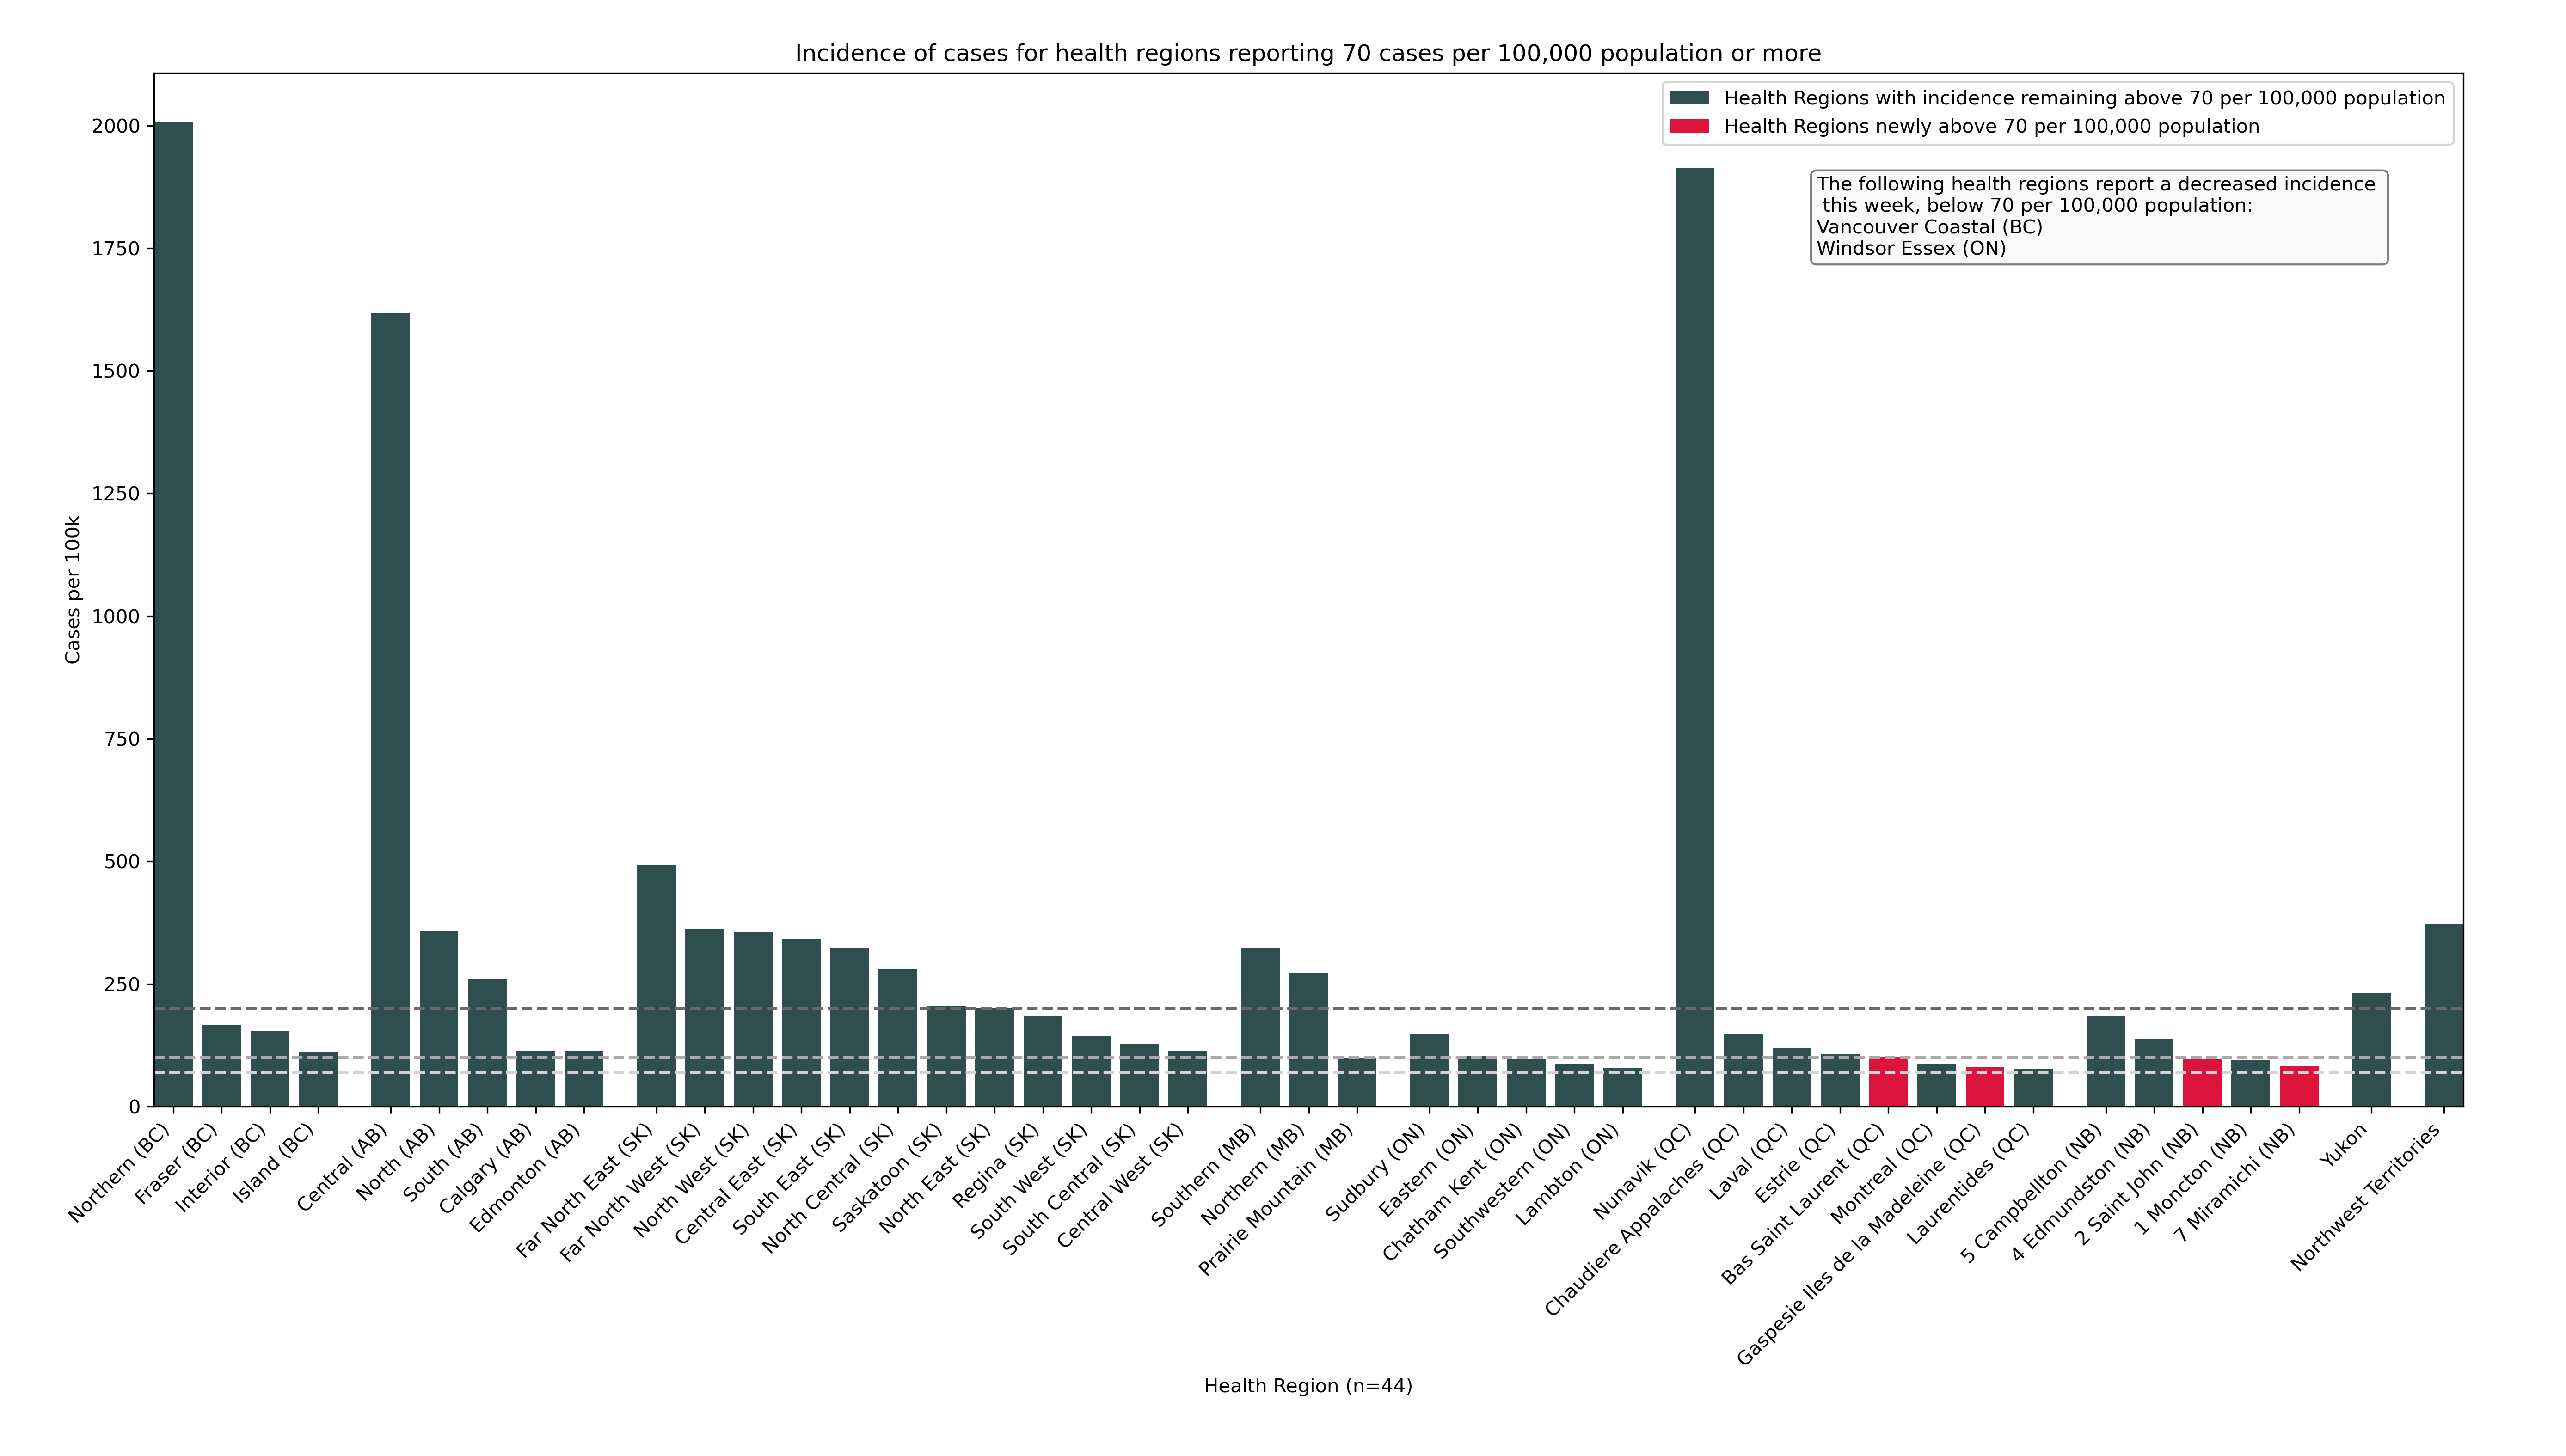 Incidence of cases for health regions reporting 70 cases per 100,000 population or more
Health Regions with incidence remaining above 70 per 100,000 population
Health Regions newly above 70 per 100,000 population
The following health regions report a decreased incidence
this week, below 70 per 100,000 population:
Vancouver Coastal (BC)
Windsor Essex (ON)
Cases per 100k
2000
1750
1500
1250
1000
750
500
250
0
Northern (BC)
Fraser (BC)
Interior (BC)
Island (BC)
Central (AB)
North (AB)
South (AB)
Calgary (AB)
Edmonton (AB)
Far North East (SK)
Far North West (SK)
North West (SK)
Central East (SK)
South East (SK)
North Central (SK)
Saskatoon (SK)
North East (SK)
Regina (SK)
South West (SK)
South Central (SK)
Central West (SK)
Southern (MB)
Northern (MB)
Prairie Mountain (MB)
Sudbury (ON)
Eastern (ON)
Chatham Kent (ON)
Southwestern (ON)
Lambton (ON)
Nunavik (QC)
Chaudiere Appalaches (QC)
Laval (QC)
Estrie (QC)
Bas Saint Laurent (QC)
Montreal (QC)
Gaspesie Iles de la Madeleine (QC)
Laurentides (QC)
5 Campbellton (NB)
4 Edmundston (NB)
2 Saint John (NB)
1 Moncton (NB)
7 Miramichi (NB)
Yukon
Northwest Territories
Health Region (n=44)